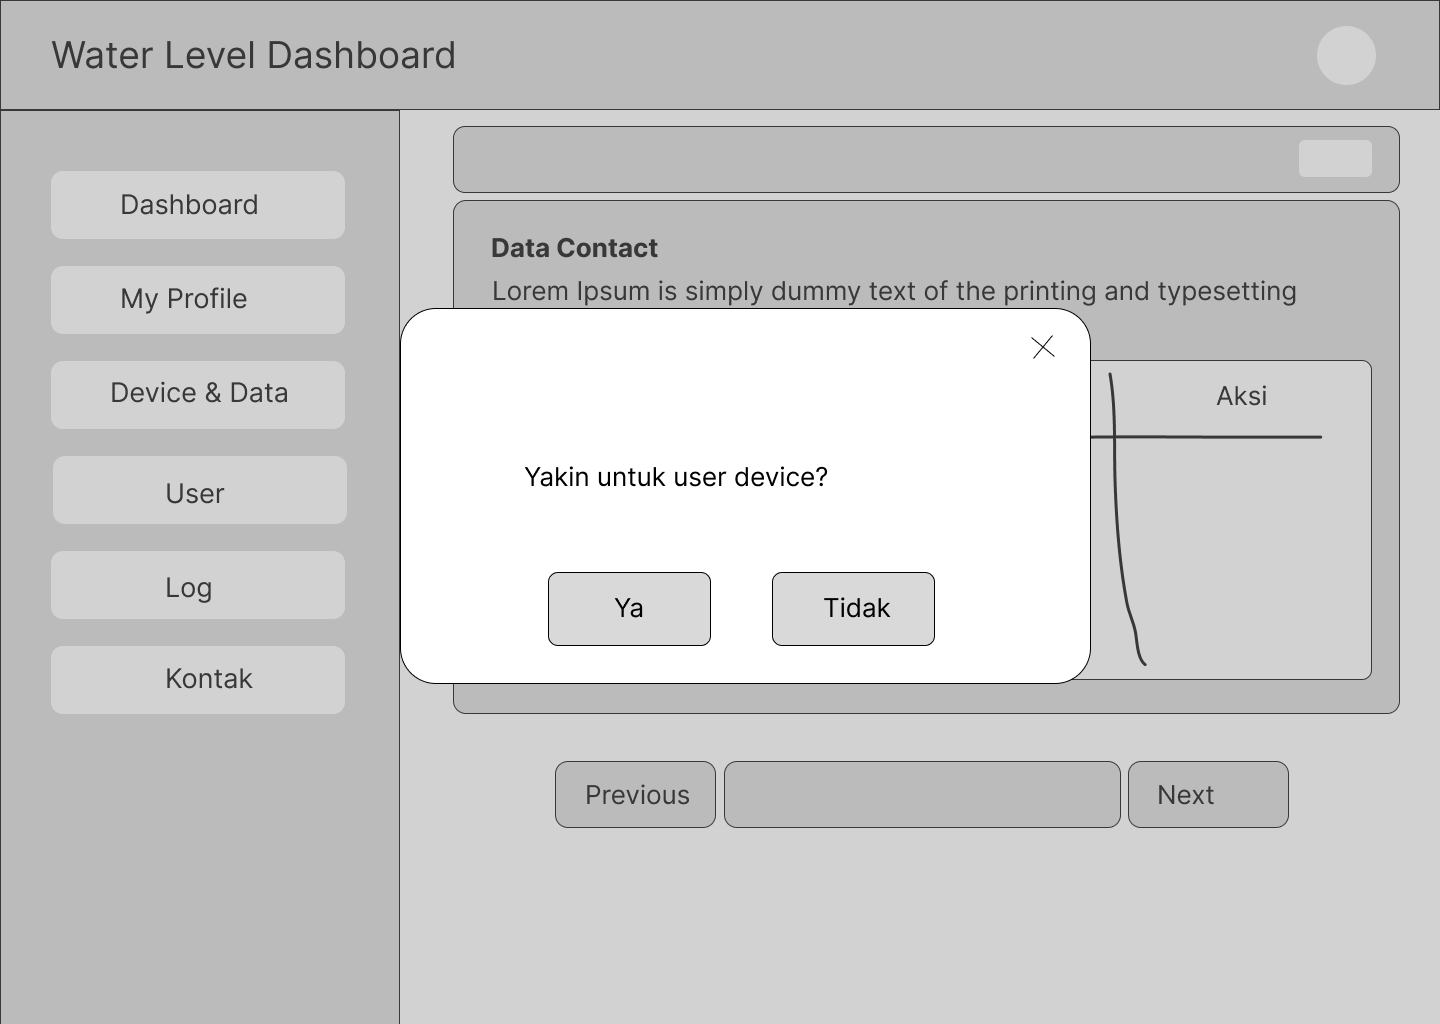 Water Level Dashboard
Dashboard
My Profile
Device & Data
User
Log
Kontak
Data Contact
Lorem Ipsum is simply dummy text of the printing and typesetting
Aksi
Yakin untuk user device?
Ya
Tidak
Previous
Next